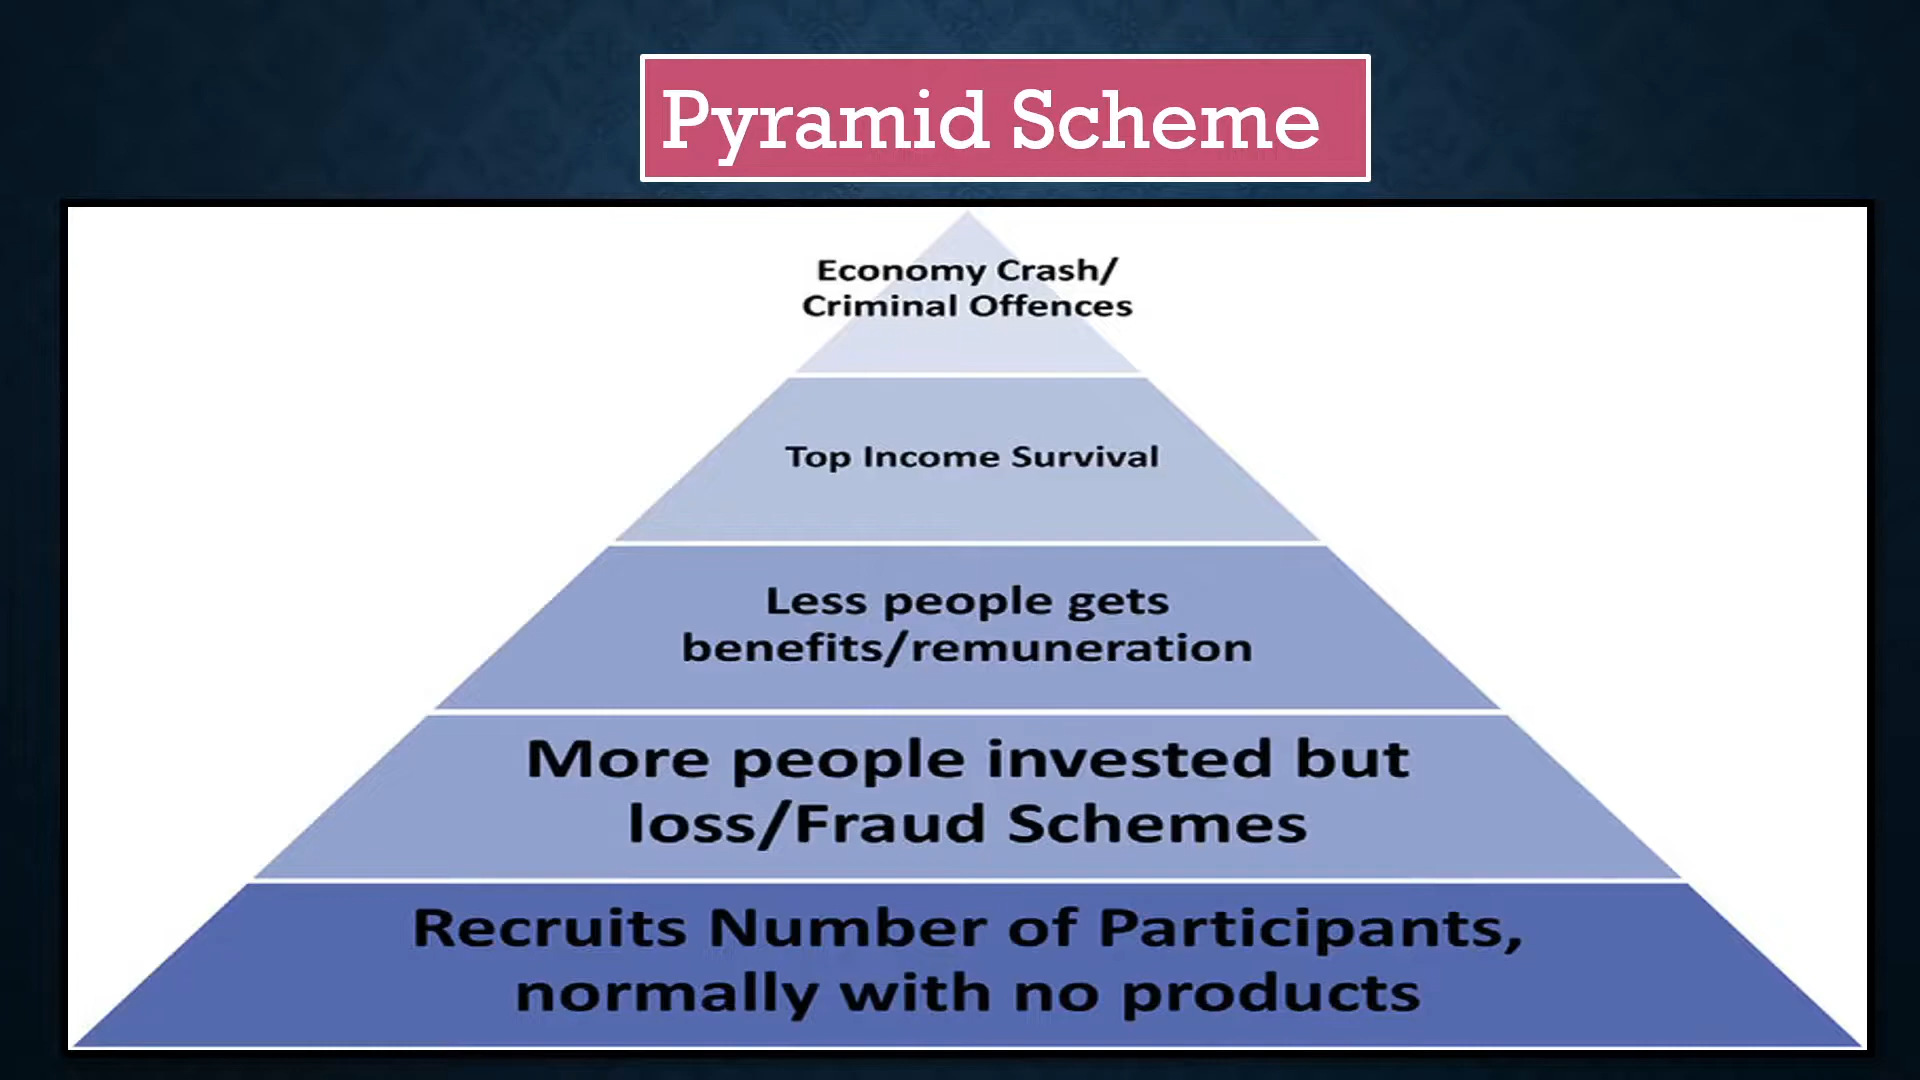 Pyramid Scheme
Economy Crash/
Criminal Offences
Top Income Survival
Less people gets
benefits/remuneration
More people invested but
loss/Fraud Schemes
Recruits Number of Participants,
normally with no products